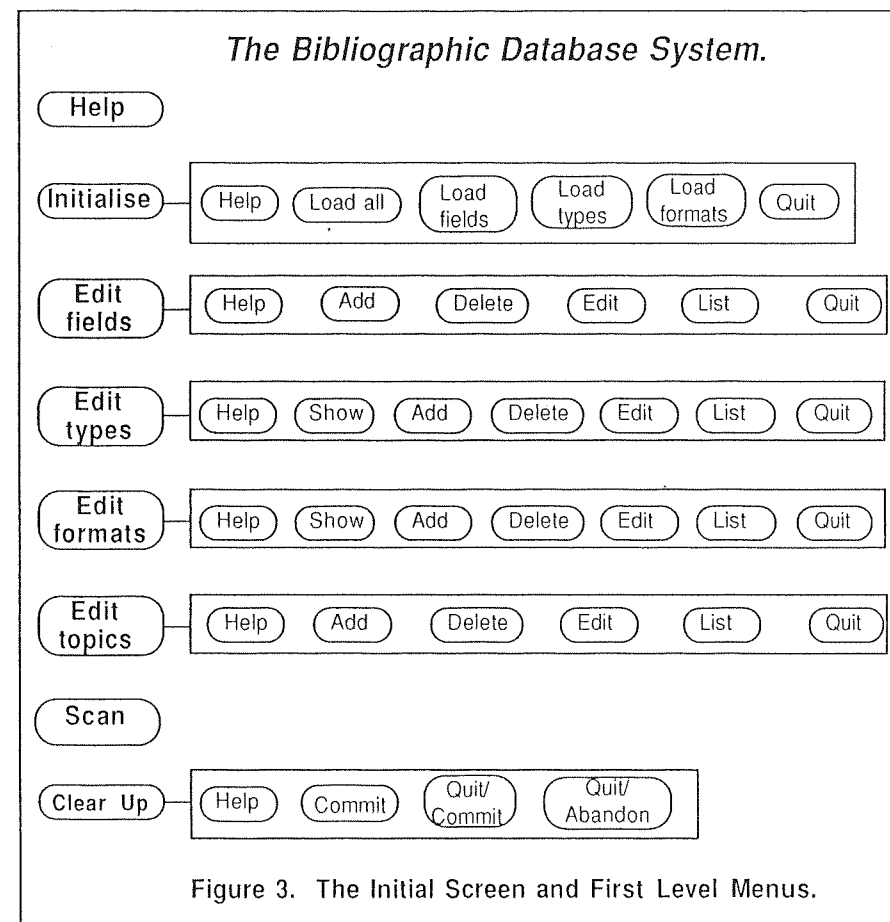 The Bibliographic Database System.
Help
Initialise
Help
Load all
Load
fields
Load
types
Load
formats
Quit
Edit
fields
Help
Add
Delete
Edit
List
Quit
Edit
types
Help
Show
Add
Delete
Edit
List
Quit
Edit
formats
Help
Show
Add
Delete
Edit
List
Quit
Edit
topics
Help
Add
Delete
Edit
List
Quit
Scan
Clear Up
Help
Commit
Quit/
Commit
Quit/
Abandon
Figure 3. The Initial Screen and First Level Menus.